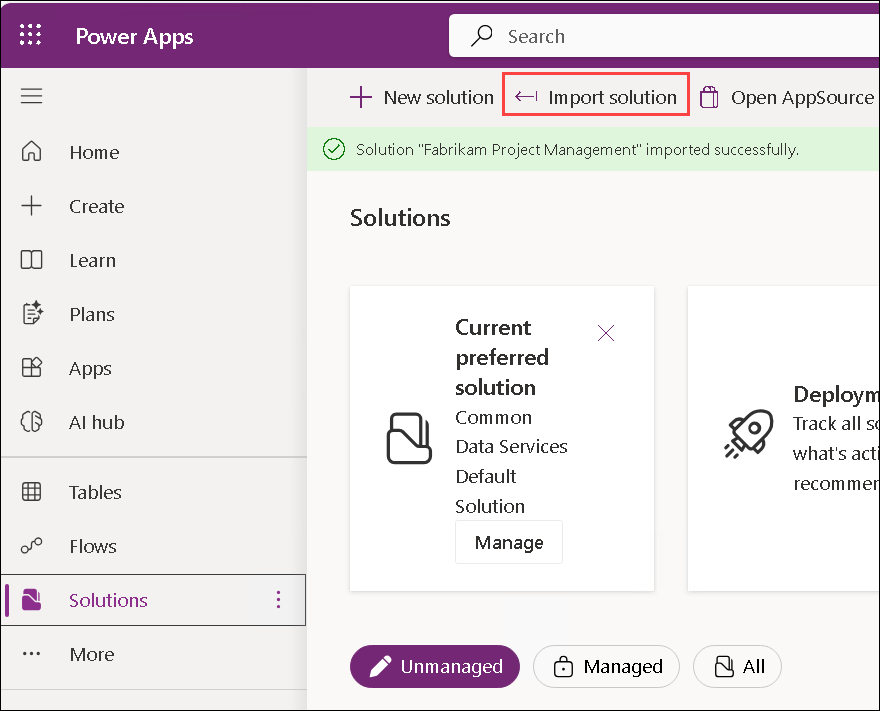 Power Apps
Search
New solution
Import solution
Open AppSource
Solution "Fabrikam Project Management" imported successfully.
Home
Create
Learn
Plans
Apps
AI hub
Tables
Flows
Solutions
More
Solutions
Current
preferred
solution
Common
Data Services
Default
Solution
Manage
Deploym
Track all so
what's acti
recommen
Unmanaged
Managed
All